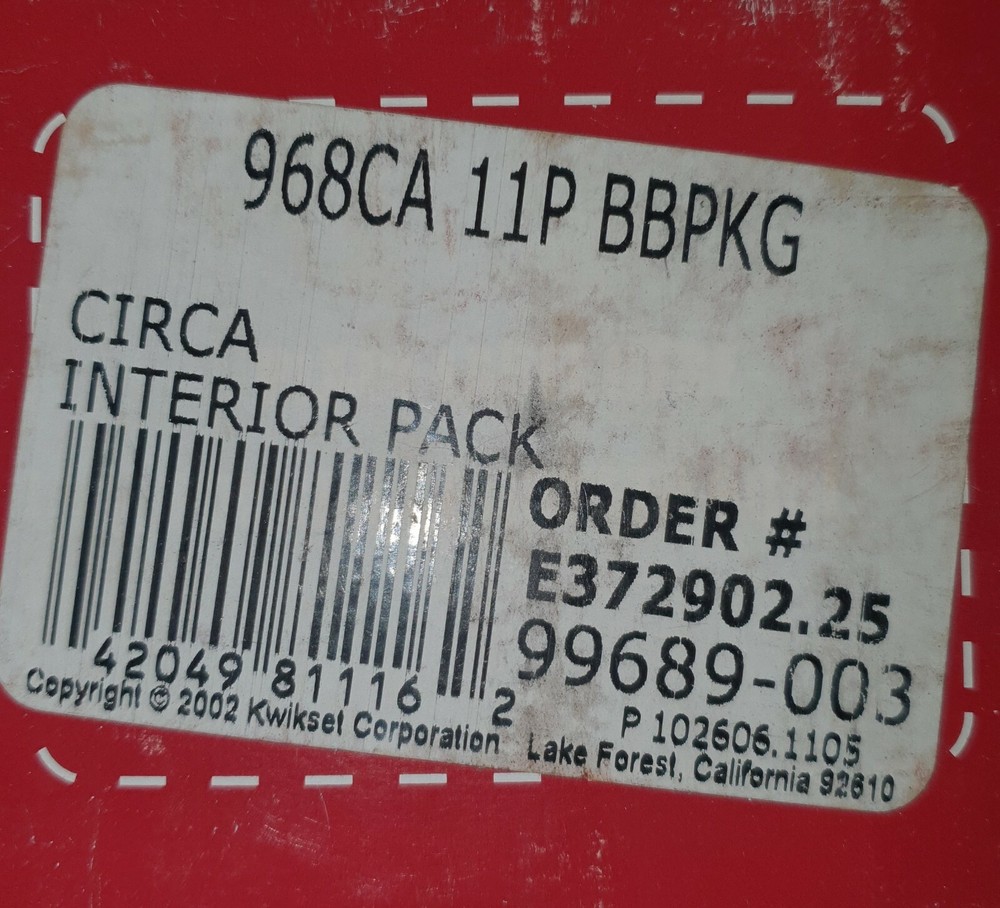 968CA 11P BBPKG
CIRCA
INTERIOR PACK
ORDER #
E372902.25
99689-003
42049 81116 2
P 102606.1105
Copyright © 2002 Kwikset Corporation Lake Forest, California 92610